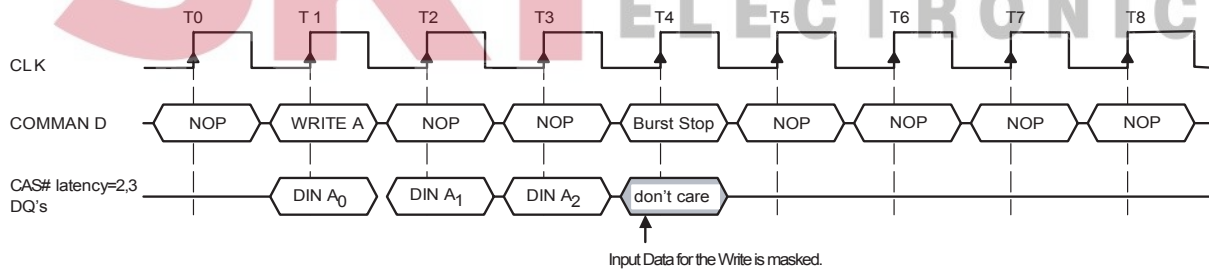 ELECTRONIC
T0 T 1 T2 T3 T4 T5 T6 T7 T8
CLK
COMMAN D NOP WRITE A NOP NOP Burst Stop NOP NOP NOP NOP
CAS# latency=2,3
DQ's DIN A0 DIN A1 DIN A2 don't care
Input Data for the Write is masked.